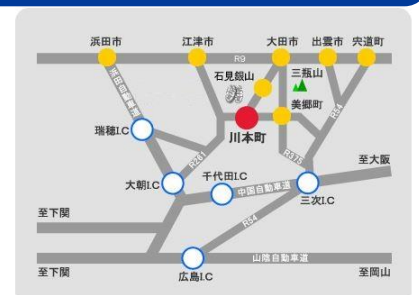 浜田市
江津市
大田市
出雲市
宍道町
R9
石見銀山
三瓶山
浜田自動車道
R54
美郷町
川本町
瑞穂I.C
R261
R375
至大阪
大朝I.C
千代田I.C
中国自動車道
三次I.C
至下関
R54
山陰自動車道
至下関
広島I.C
至岡山